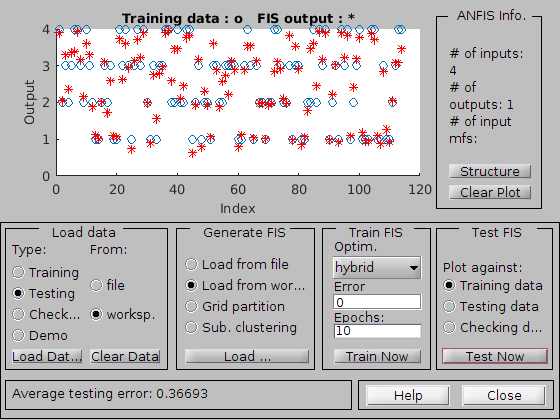 Training data : o FIS output : *
4
3
2
1
0
Output
0 20 40 60 80 100 120
Index
ANFIS Info.
# of inputs:
4
# of
outputs: 1
# of input
mfs:
Structure
Clear Plot
Load data
Type: From:
Training
file
Testing
Check...
worksp.
Demo
Load Dat... Clear Data
Generate FIS
Load from file
Load from wor...
Grid partition
Sub. clustering
Load ...
Train FIS
Optim.
hybrid
Error
0
Epochs:
10
Train Now
Test FIS
Plot against:
Training data
Testing data
Checking d...
Test Now
Average testing error: 0.36693
Help Close